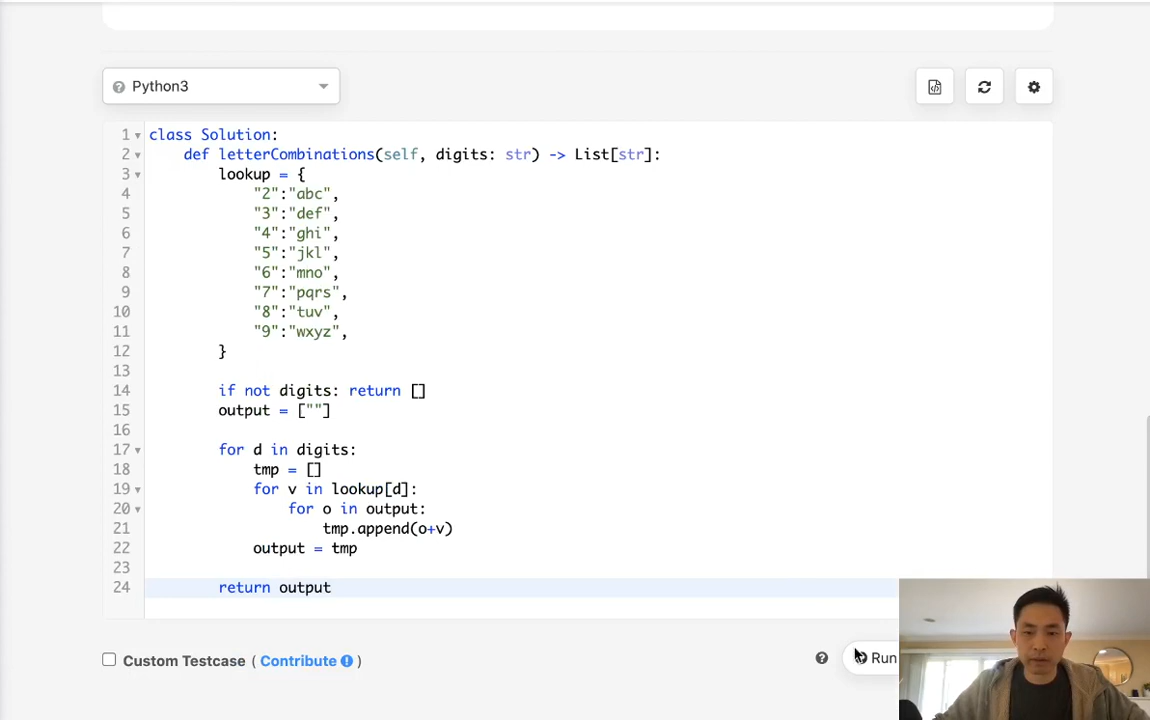 Python3
1 class Solution:
2 def letterCombinations(self, digits: str) -> List[str]:
3 lookup = {
4 "2":"abc",
5 "3":"def",
6 "4":"ghi",
7 "5":"jkl",
8 "6":"mno",
9 "7":"pqrs",
10 "8":"tuv",
11 "9":"wxyz",
12 }
13
14 if not digits: return []
15 output = [""]
16
17 for d in digits:
18 tmp = []
19 for v in lookup[d]:
20 for o in output:
21 tmp.append(o+v)
22 output = tmp
23
24 return output
Custom Testcase ( Contribute )
Run